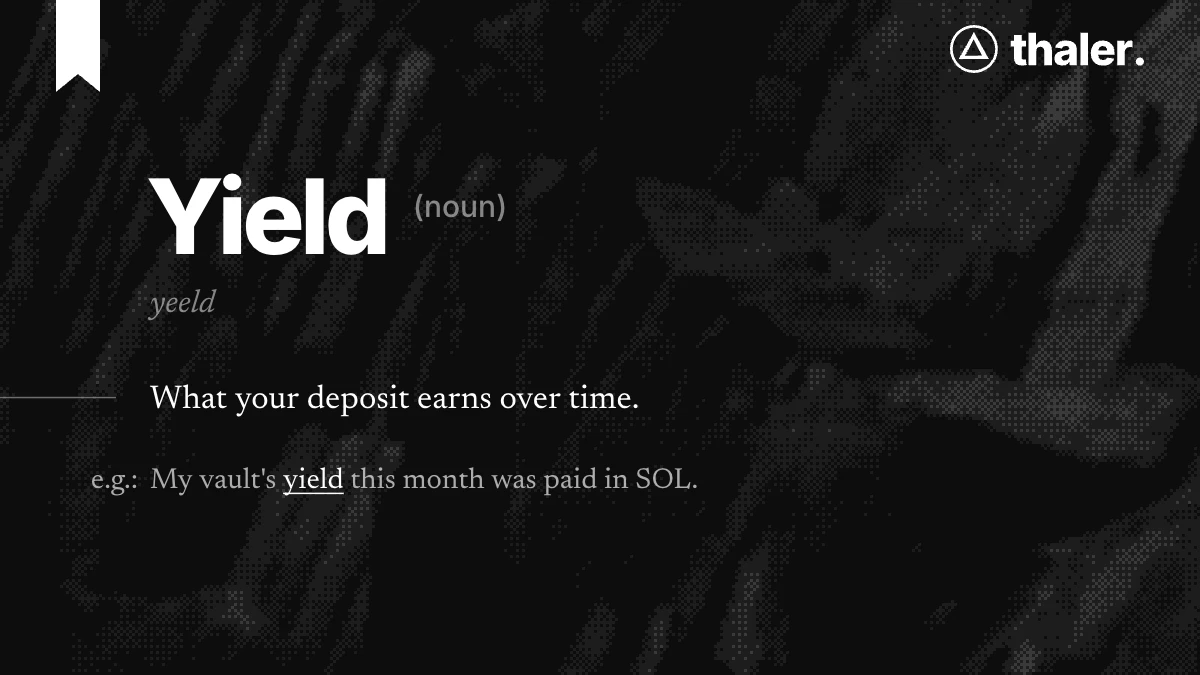 thaler.
Yield (noun)
yeeld
What your deposit earns over time.
e.g.: My vault's yield this month was paid in SOL.